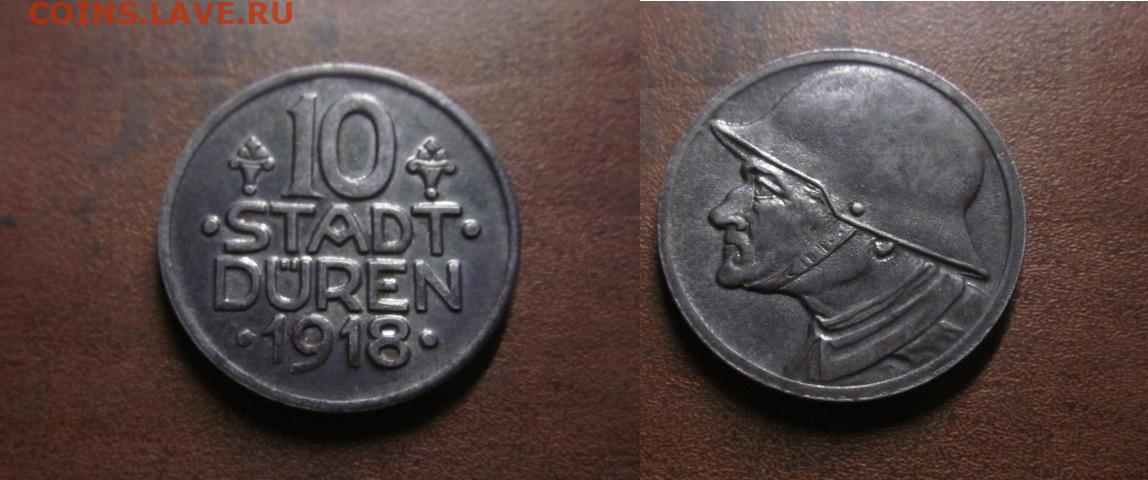 COINS.LAVE.RU
10
·STADT·
DÜREN
·1918·